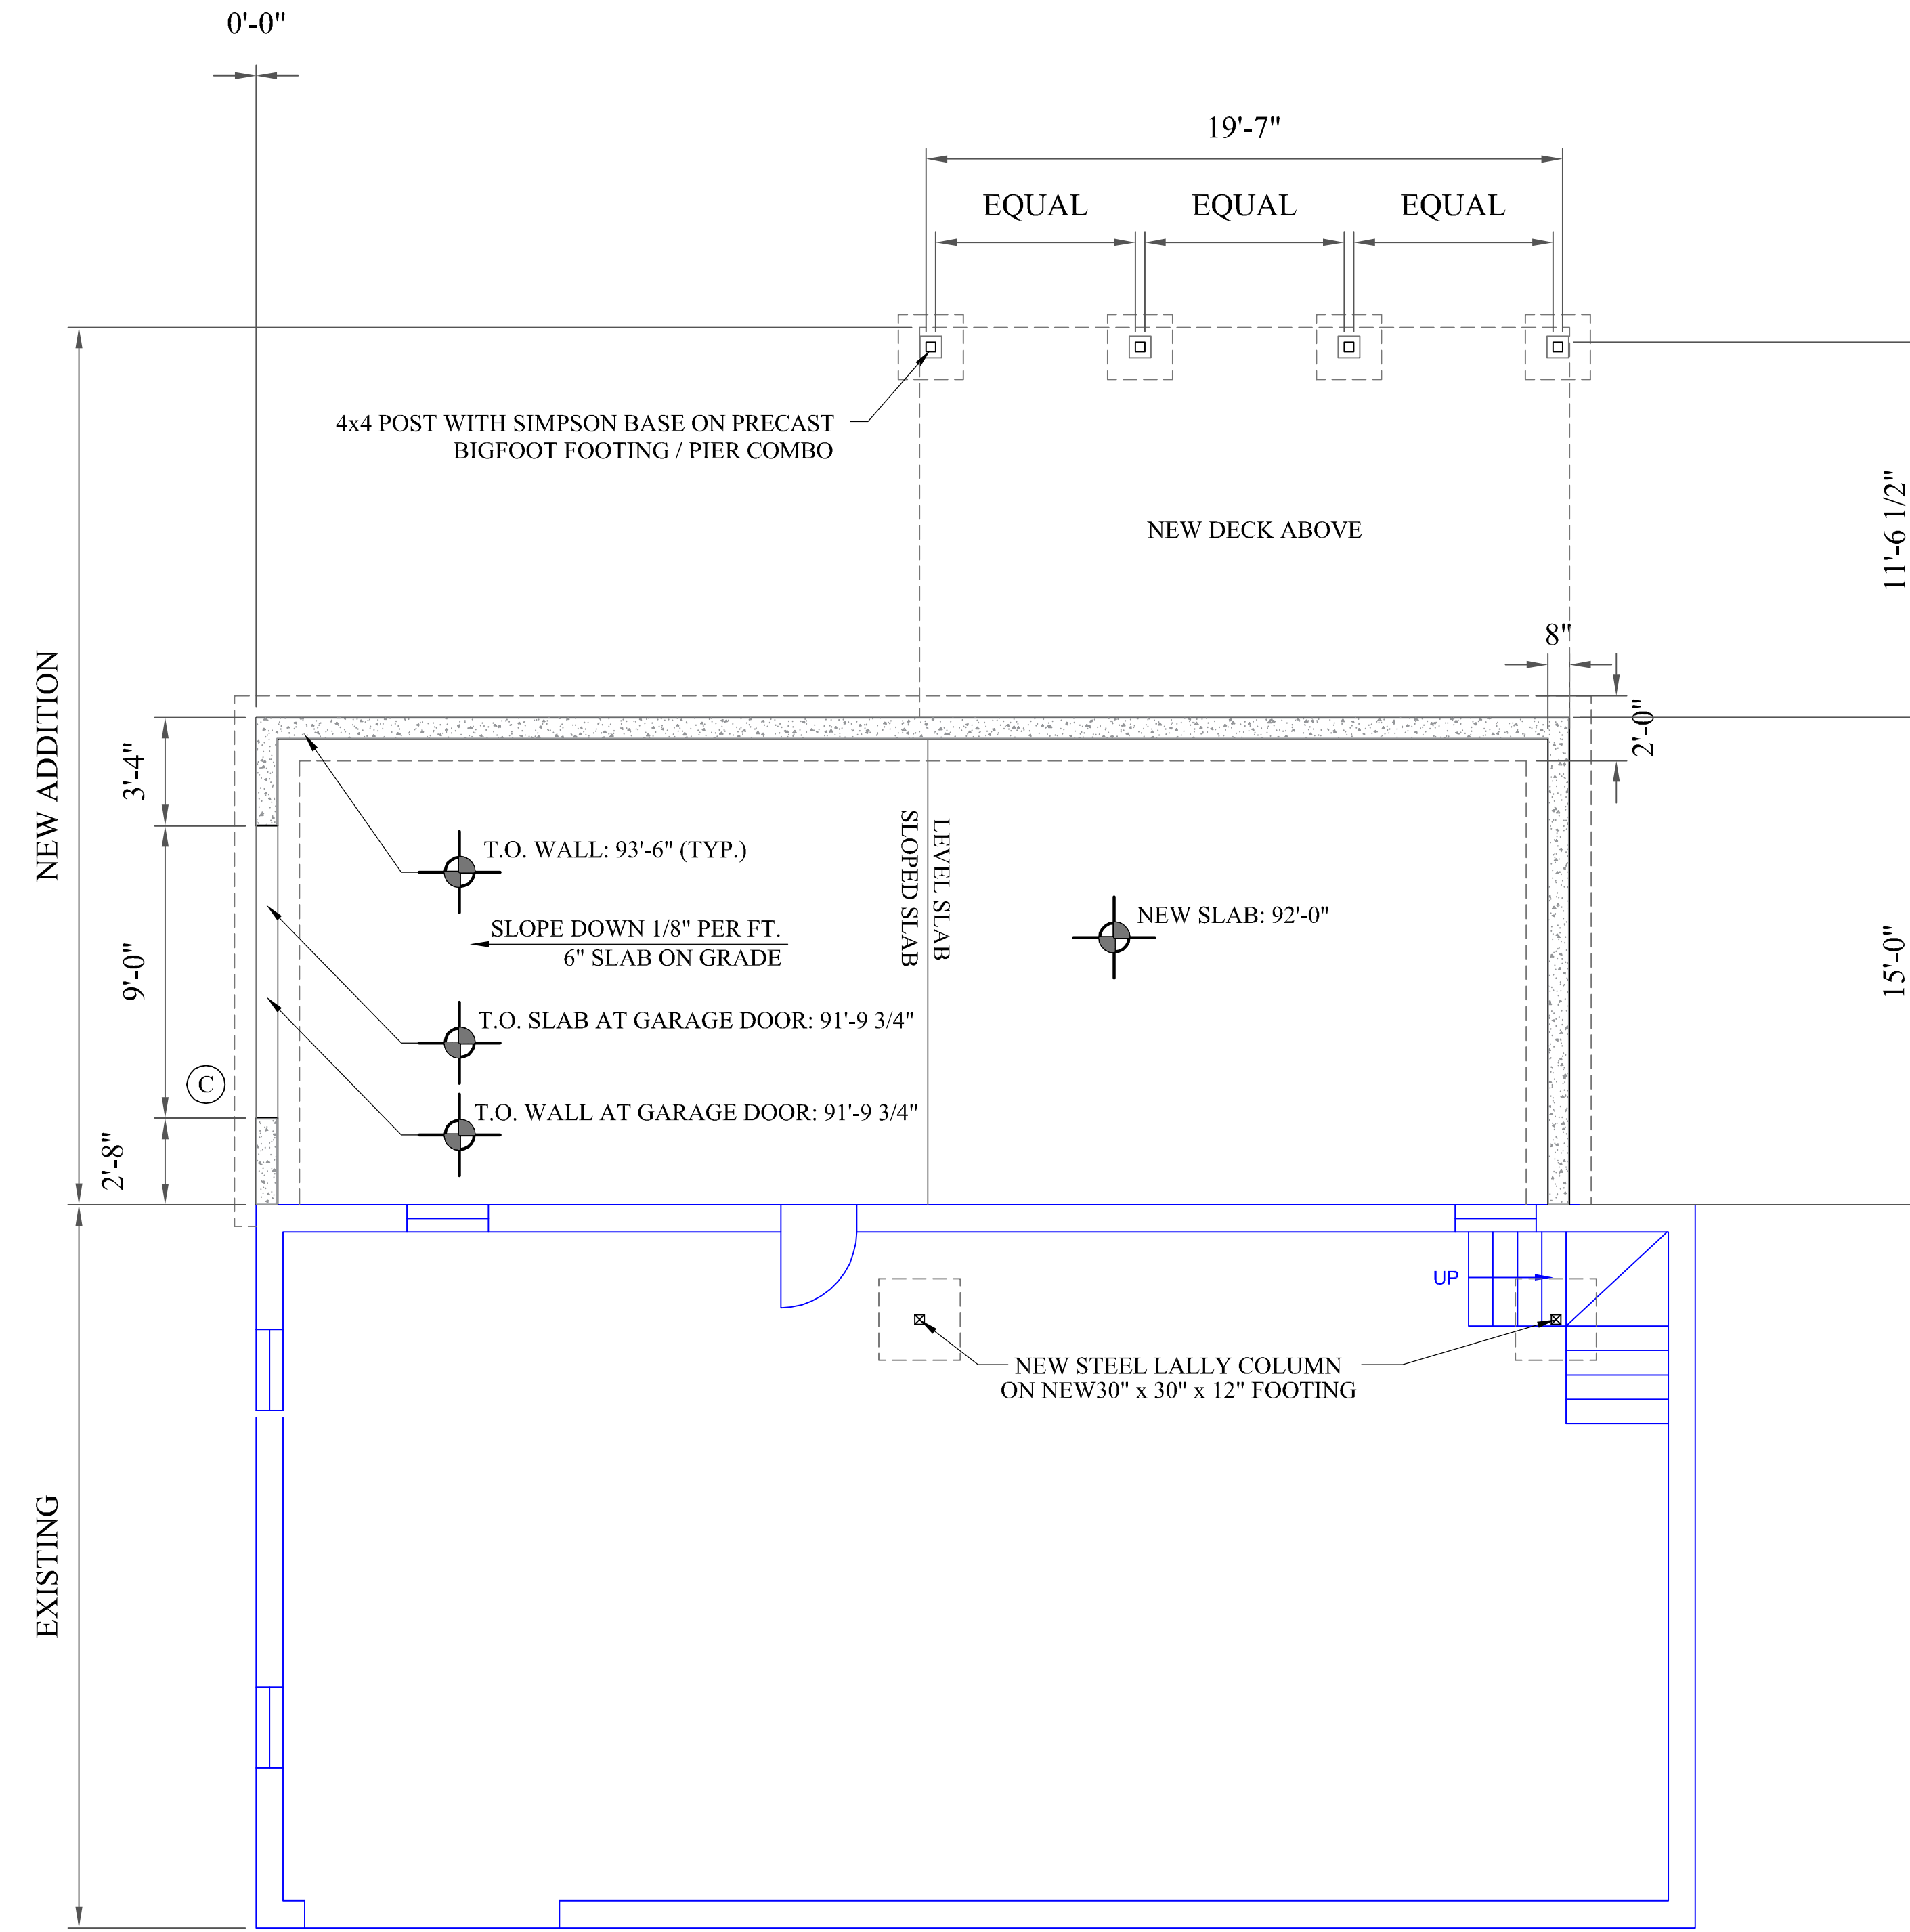 0'-0"
19'-7"
EQUAL EQUAL EQUAL
4x4 POST WITH SIMPSON BASE ON PRECAST
BIGFOOT FOOTING / PIER COMBO
NEW DECK ABOVE
11'-6 1/2"
8"
2'-0"
NEW ADDITION
3'-4"
T.O. WALL: 93'-6" (TYP.)
SLOPED SLAB
LEVEL SLAB
NEW SLAB: 92'-0"
SLOPE DOWN 1/8" PER FT.
6" SLAB ON GRADE
9'-0"
15'-0"
T.O. SLAB AT GARAGE DOOR: 91'-9 3/4"
C
T.O. WALL AT GARAGE DOOR: 91'-9 3/4"
2'-8"
UP
NEW STEEL LALLY COLUMN
ON NEW30" x 30" x 12" FOOTING
EXISTING